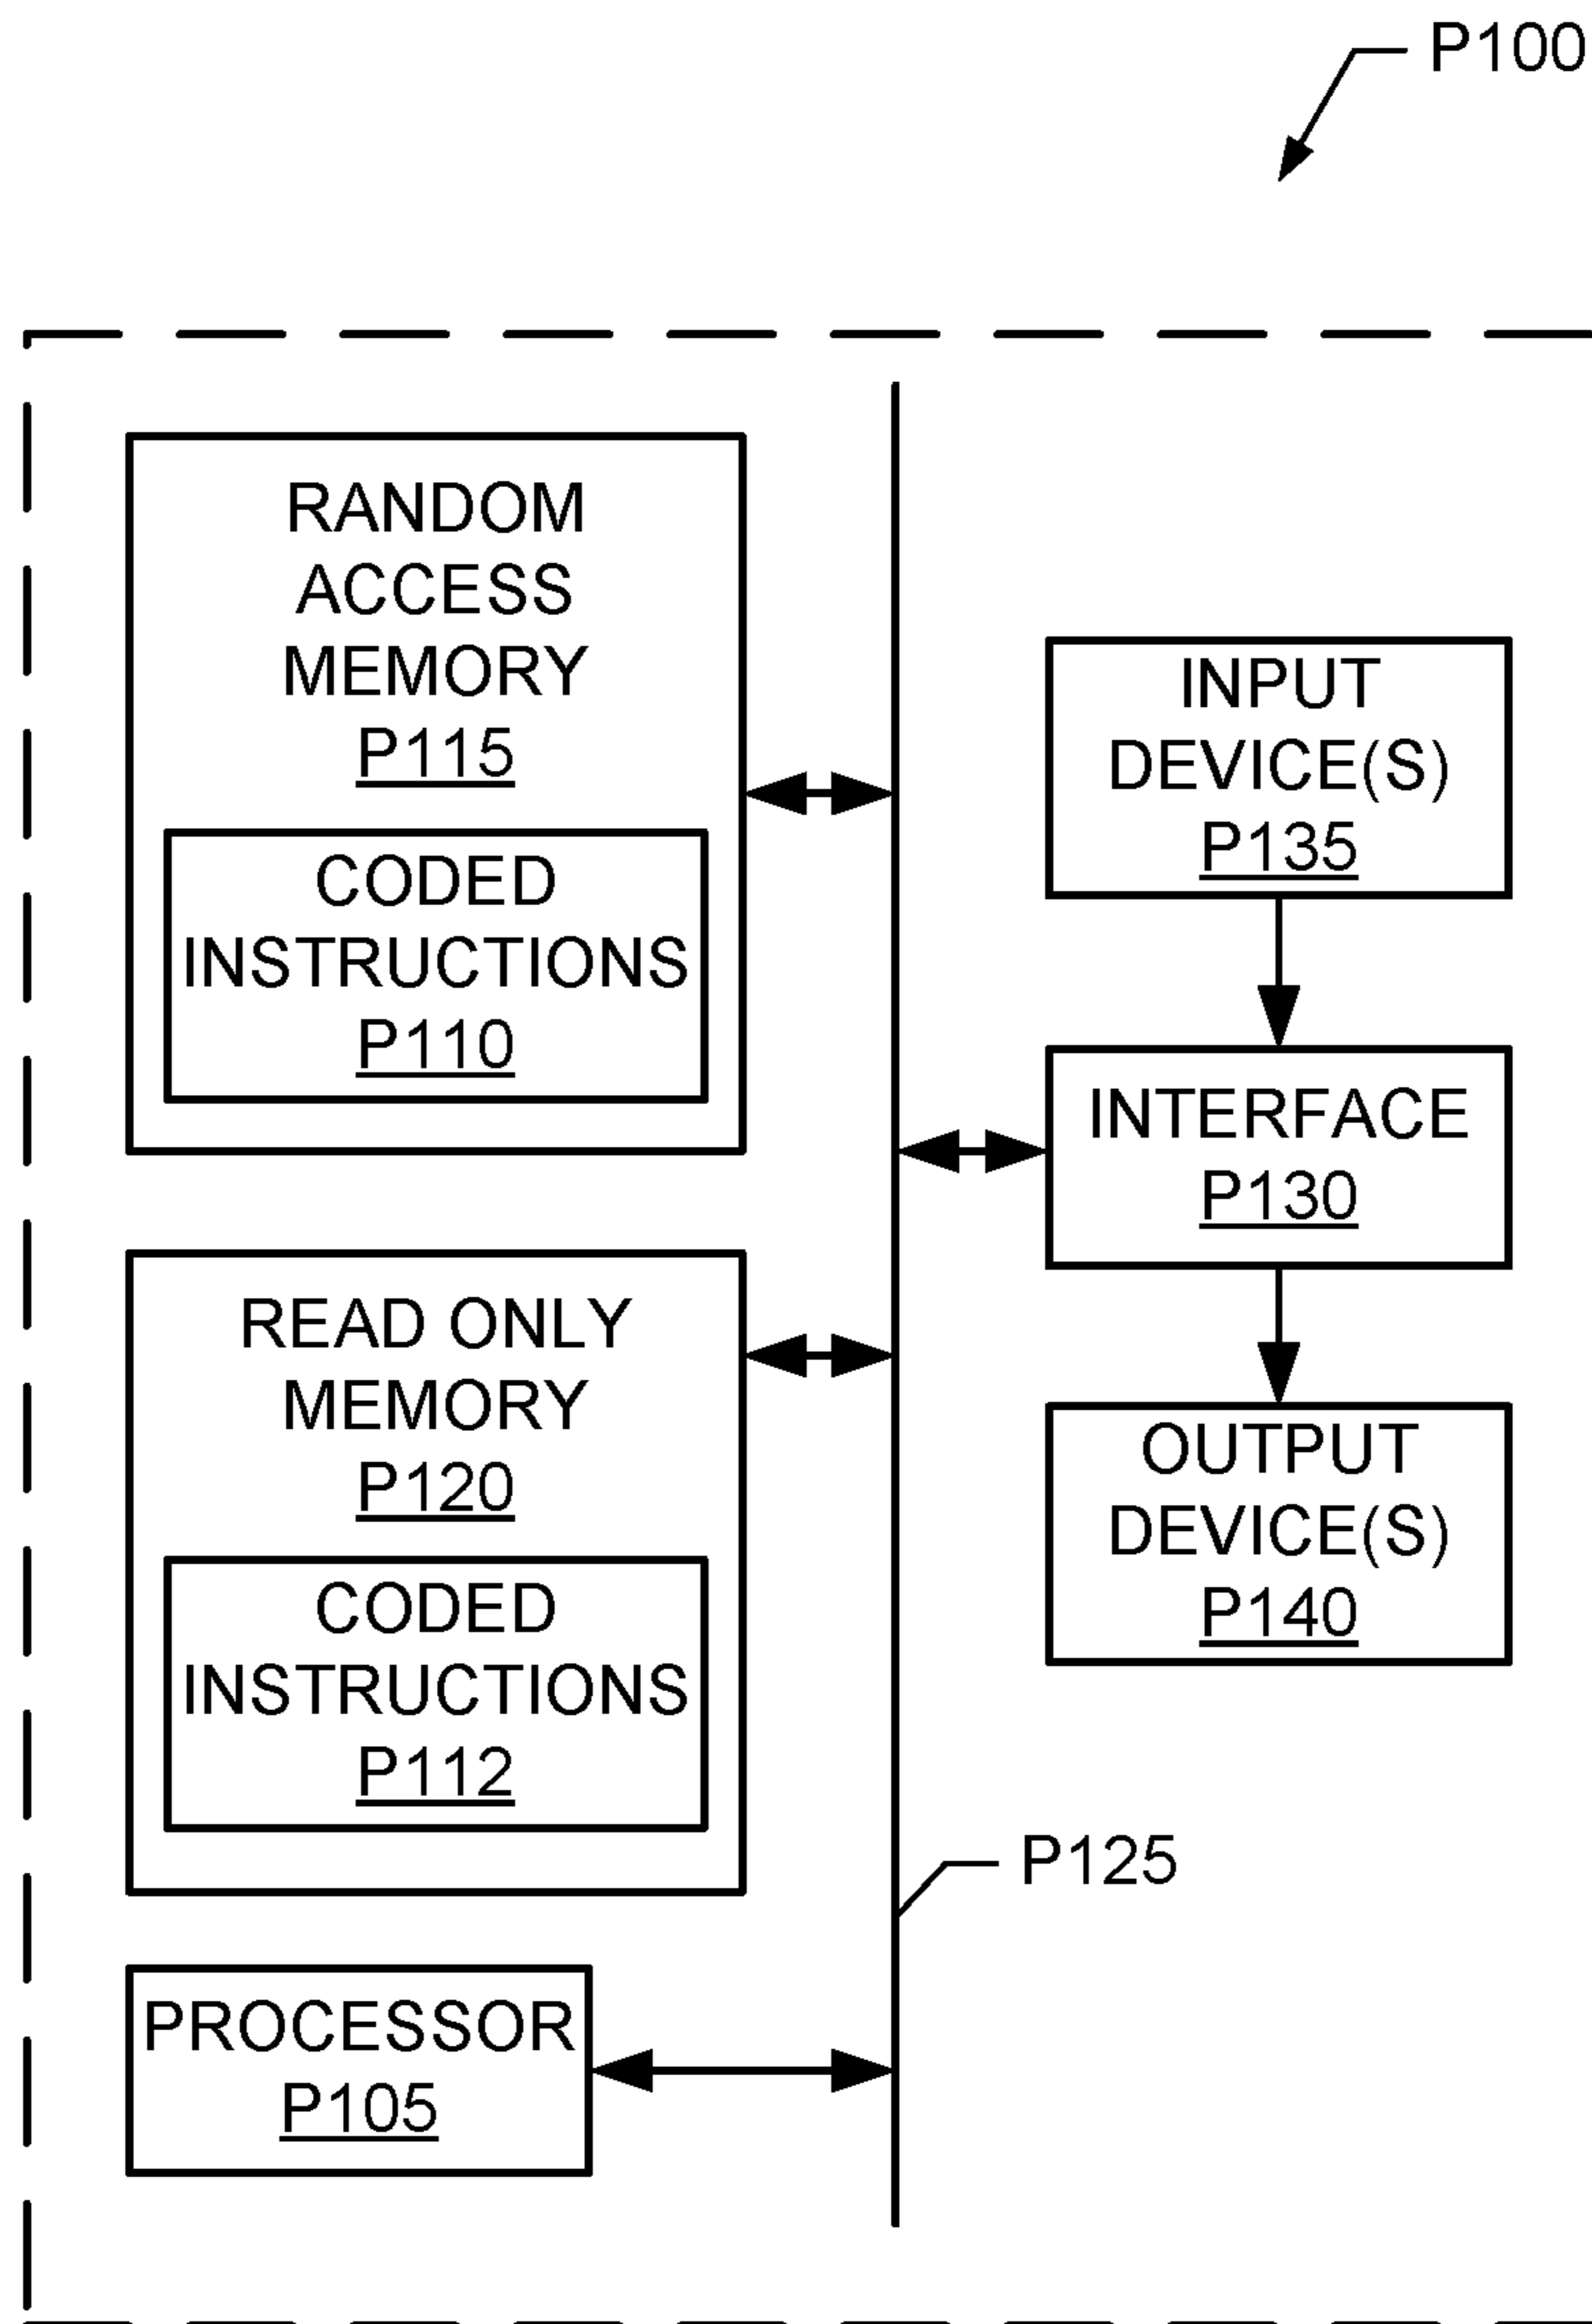 P100
RANDOM
ACCESS
MEMORY
P115
CODED
INSTRUCTIONS
P110
READ ONLY
MEMORY
P120
CODED
INSTRUCTIONS
P112
PROCESSOR
P105
INPUT
DEVICE(S)
P135
INTERFACE
P130
OUTPUT
DEVICE(S)
P140
P125